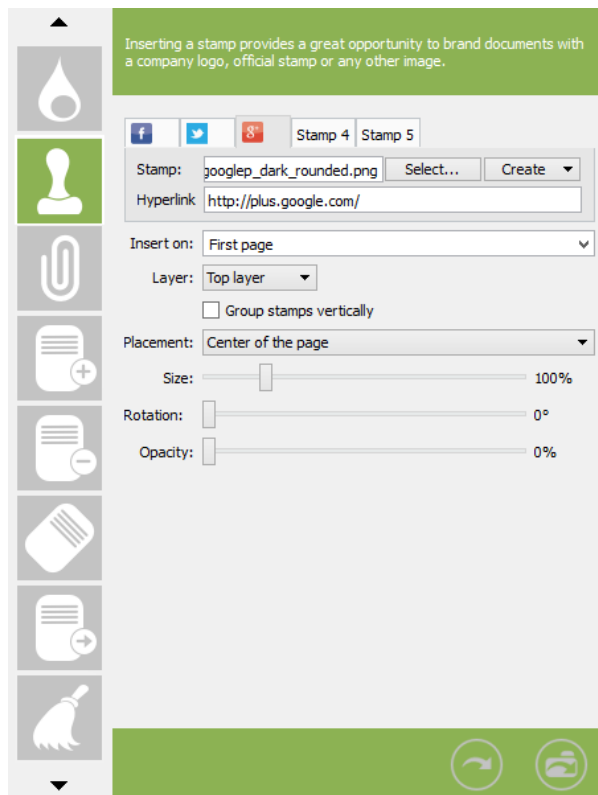 Inserting a stamp provides a great opportunity to brand documents with
a company logo, official stamp or any other image.
f 8+ Stamp 4 Stamp 5
Stamp: googlep_dark_rounded.png Select... Create
Hyperlink http://plus.google.com/
Insert on: First page
Layer: Top layer
Group stamps vertically
Placement: Center of the page
Size: 100%
Rotation: 0°
Opacity: 0%